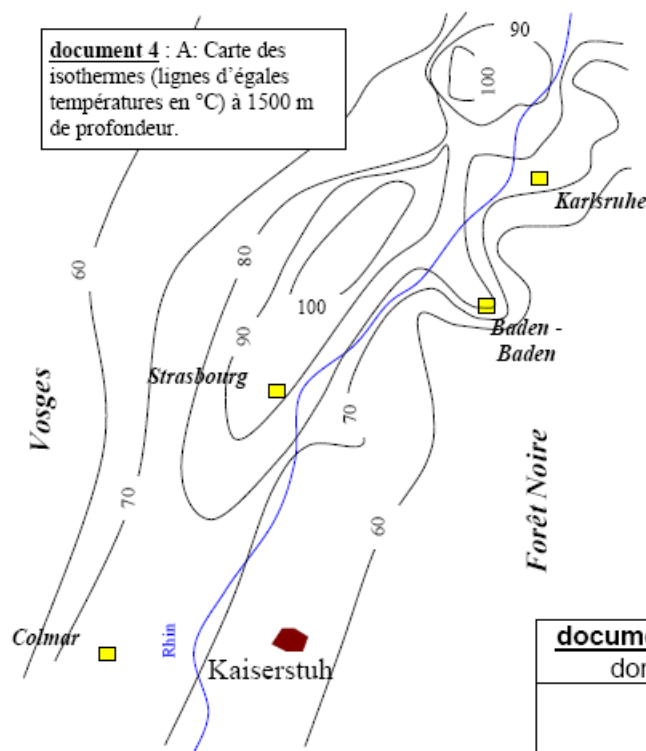 document 4 : A: Carte des
isothermes (lignes d'égales
températures en °C) à 1500 m
de profondeur.
90
100
60
80
Karlsruhe
100
90
Baden -
Baden
Strasbourg
70
Vosges
70
60
Forêt Noire
Colmar
Rhin
Kaiserstuh
docume
don